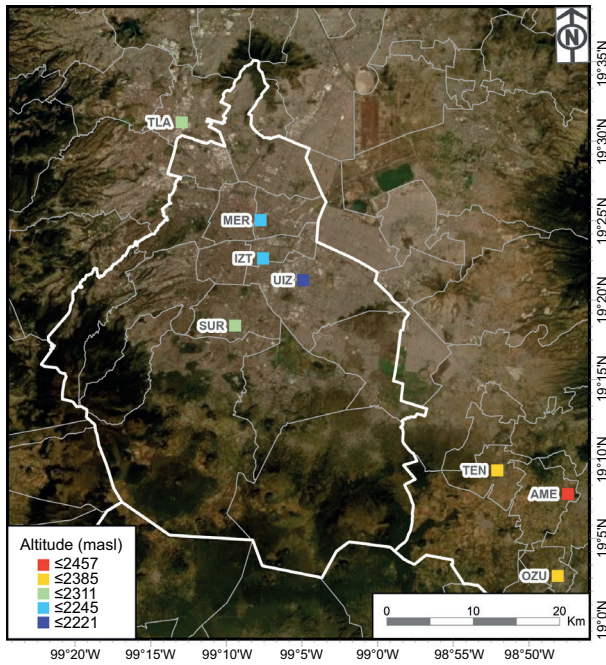 N
19°35'N
19°30'N
19°25'N
19°20'N
19°15'N
19°10'N
19°5'N
19°0'N
TLA
MER
IZT
UIZ
SUR
TEN
AME
OZU
Altitude (masl)
≤2457
≤2385
≤2311
≤2245
≤2221
0 10 20
Km
99°20'W 99°15'W 99°10'W 99°5'W 99°0'W 98°55'W 98°50'W